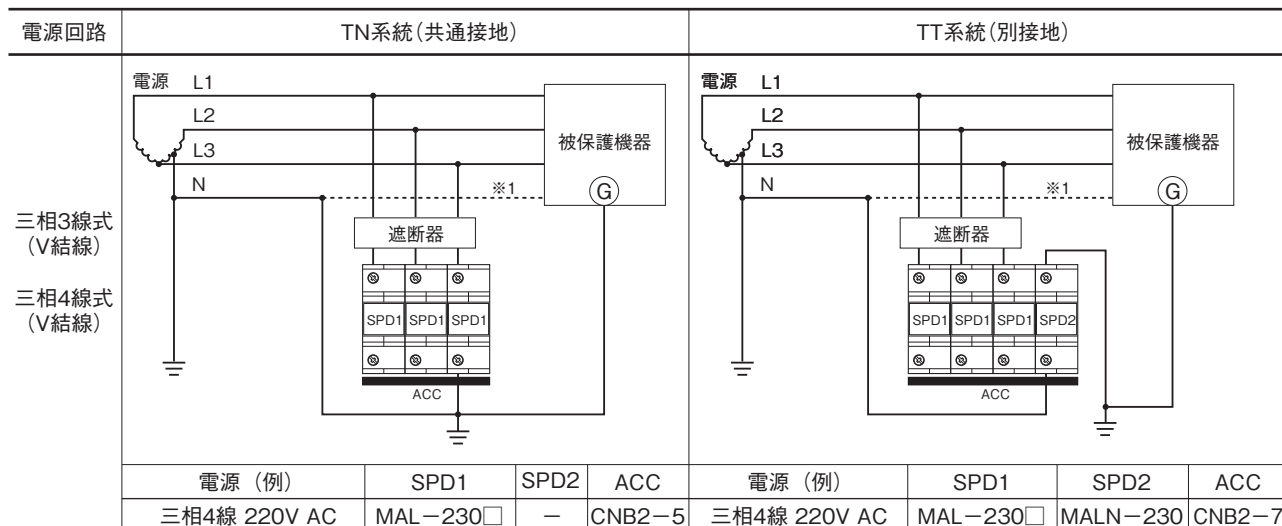 電源回路 TN系統(共通接地) TT系統(別接地)
三相3線式
(V結線)
三相4線式
(V結線)
電源 L1
L2
L3
N
※1
被保護機器
G
遮断器
SPD1 SPD1 SPD1
ACC
電源 L1
L2
L3
N
※1
被保護機器
G
遮断器
SPD1 SPD1 SPD1 SPD2
ACC
電源(例) SPD1 SPD2 ACC 電源(例) SPD1 SPD2 ACC
三相4線 220V AC MAL-230□ - CNB2-5 三相4線 220V AC MAL-230□ MALN-230 CNB2-7